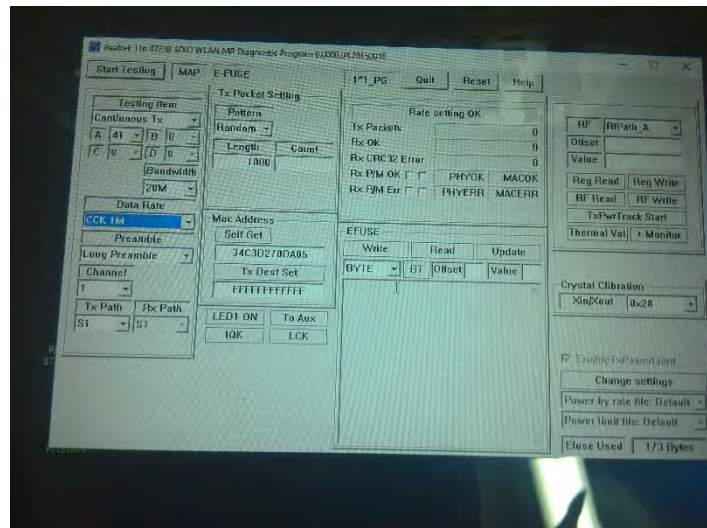 Realtek 11n 8723B SDIO WLAN MP Diagnostic Program
Start Testing MAP E-FUSE
1*1_PG Quit Reset Help
Testing Item
Continuous Tx
A 41 B 0
C 0 D 0
Bandwidth
20M
Data Rate
CCK 1M
Preamble
Long Preamble
Channel
1
Tx Path Rx Path
S1 S1
Tx Packet Setting
Pattern
Random
Length Count
1000
Mac Address
Self Get
34C3D270DA05
Tx Dest Set
FFFFFFFFFFFF
LED1 ON To Aux
IQK LCK
Rate setting OK
Tx Packets 0
Rx OK 0
Rx CRC32 Error 0
Rx P/M OK PHYOK MACOK
Rx P/M Err PHYERR MACERR
EFUSE
Write Read Update
BYTE BT Offset Value
RF RfPath_A
Offset
Value
Reg Read Reg Write
RF Read RF Write
TxPwrTrack Start
Thermal Val + Monitor
Crystal Clibration
Xin/Xout 0x28
EnableTxPowerLimit
Change settings
Power by rate file: Default
Power limit file: Default
Efuse Used 173 Bytes